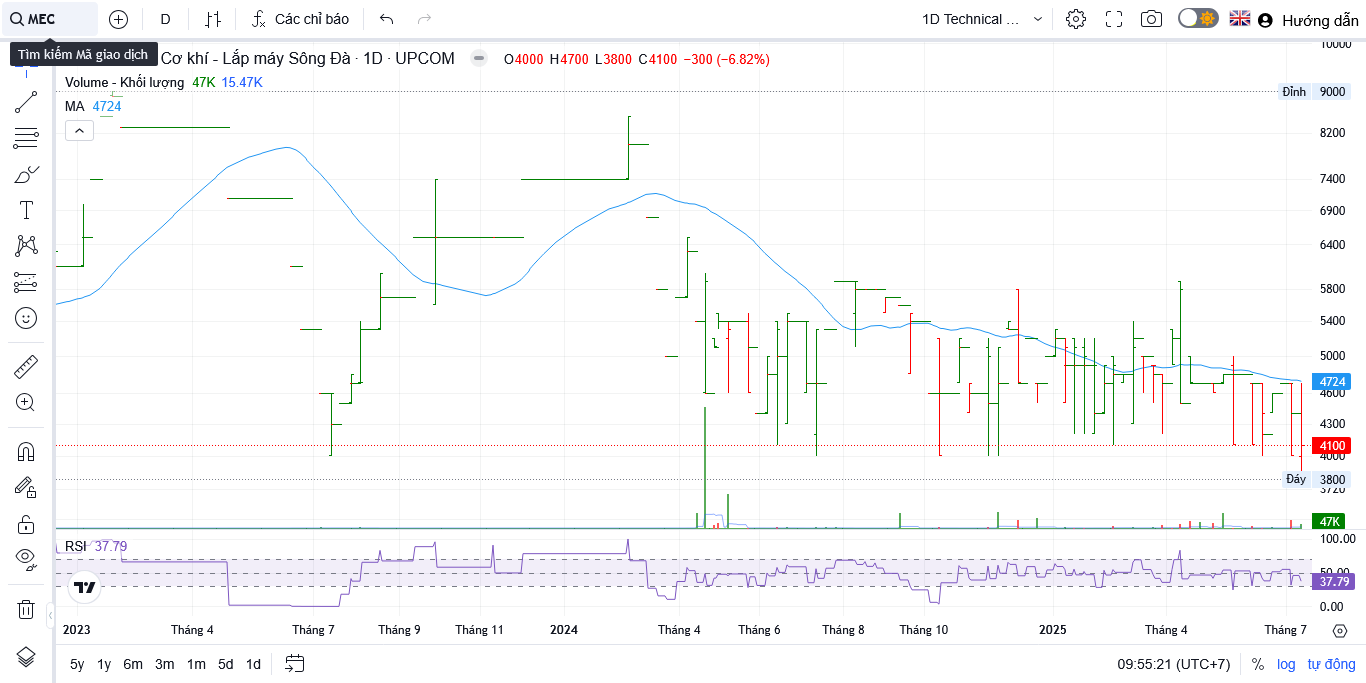 MEC
D
Các chỉ báo
1D Technical ...
Hướng dẫn
Tìm kiếm Mã giao dịch
Cơ khí - Lắp máy Sông Đà · 1D · UPCOM
O4000 H4700 L3800 C4100 −300 (−6.82%)
Volume - Khối lượng 47K 15.47K
MA 4724
10000
Đỉnh 9000
8200
7400
6900
6400
5800
5400
5000
4724
4600
4300
4100
4000
Đáy 3800
3720
47K
RSI 37.79
100.00
50.00
37.79
0.00
2023 Tháng 4 Tháng 7 Tháng 9 Tháng 11 2024 Tháng 4 Tháng 6 Tháng 8 Tháng 10 2025 Tháng 4 Tháng 7
5y 1y 6m 3m 1m 5d 1d
09:55:21 (UTC+7) % log tự động